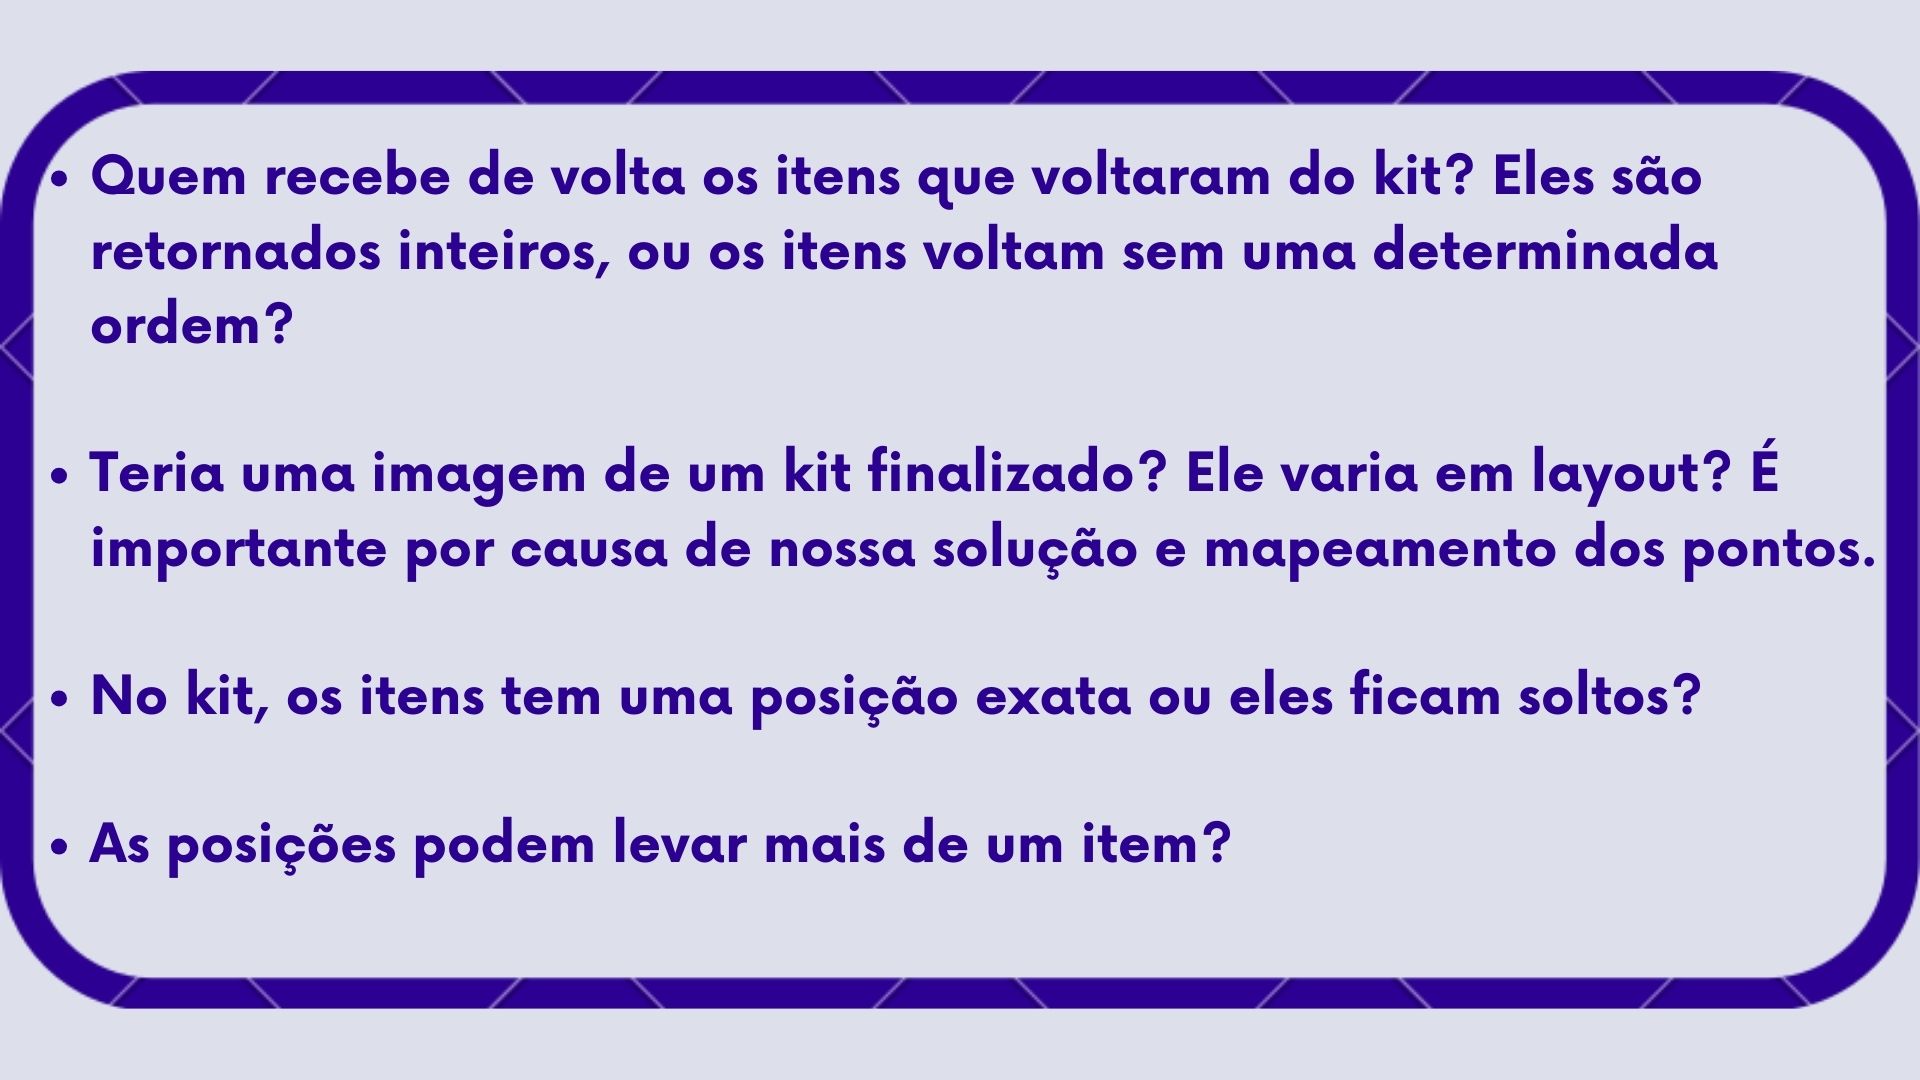 • Quem recebe de volta os itens que voltaram do kit? Eles são
retornados inteiros, ou os itens voltam sem uma determinada
ordem?
• Teria uma imagem de um kit finalizado? Ele varia em layout? É
importante por causa de nossa solução e mapeamento dos pontos.
• No kit, os itens tem uma posição exata ou eles ficam soltos?
• As posições podem levar mais de um item?